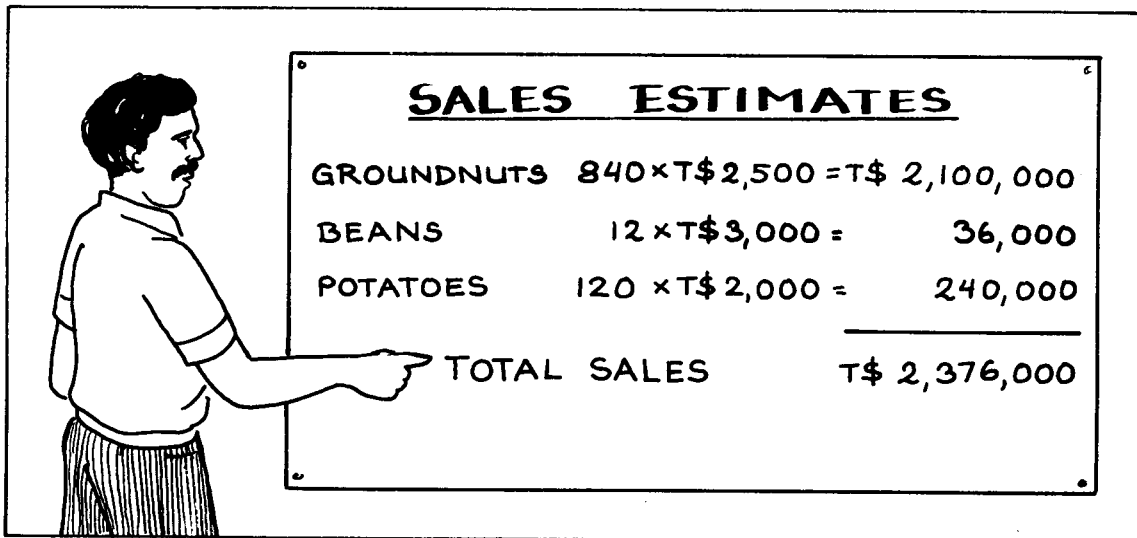 SALES ESTIMATES
GROUNDNUTS 840 × T$ 2,500 = T$ 2,100,000
BEANS 12 × T$ 3,000 = 36,000
POTATOES 120 × T$ 2,000 = 240,000
TOTAL SALES T$ 2,376,000